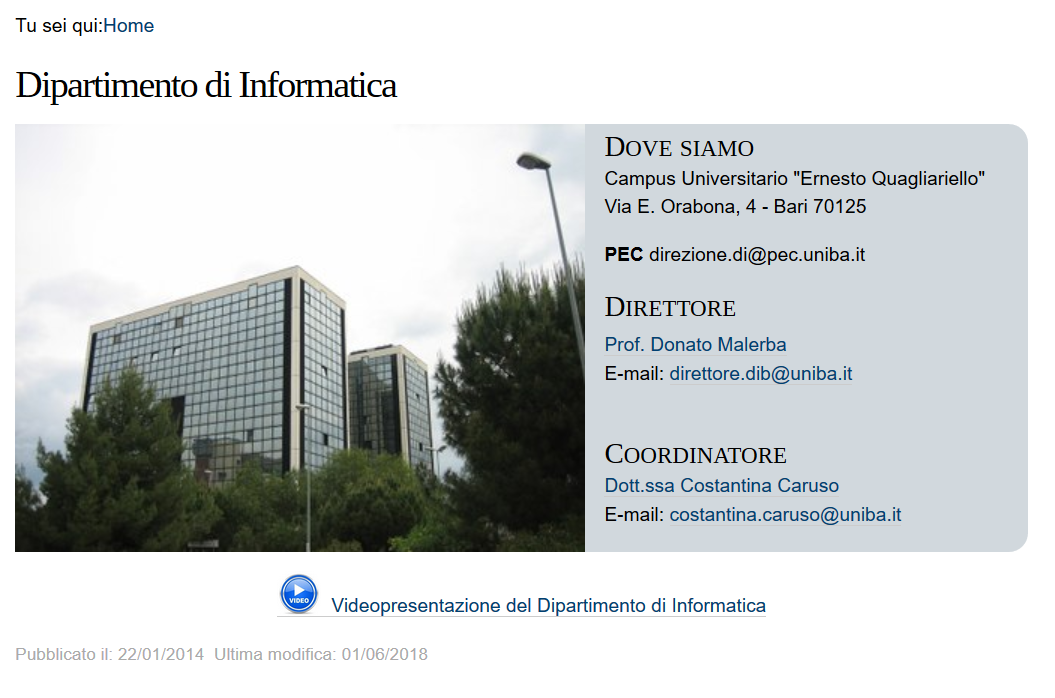 Tu sei qui:Home
Dipartimento di Informatica
DOVE SIAMO
Campus Universitario "Ernesto Quagliariello"
Via E. Orabona, 4 - Bari 70125
PEC direzione.di@pec.uniba.it
DIRETTORE
Prof. Donato Malerba
E-mail: direttore.dib@uniba.it
COORDINATORE
Dott.ssa Costantina Caruso
E-mail: costantina.caruso@uniba.it
VIDEO Videopresentazione del Dipartimento di Informatica
Pubblicato il: 22/01/2014 Ultima modifica: 01/06/2018